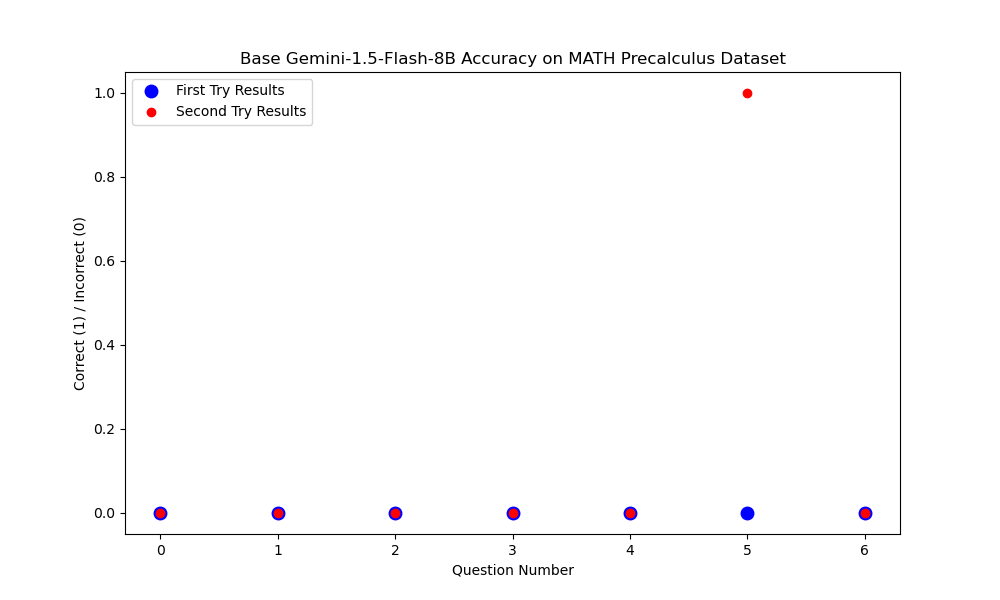 Base Gemini-1.5-Flash-8B Accuracy on MATH Precalculus Dataset
First Try Results
Second Try Results
Correct (1) / Incorrect (0)
1.0
0.8
0.6
0.4
0.2
0.0
0 1 2 3 4 5 6
Question Number